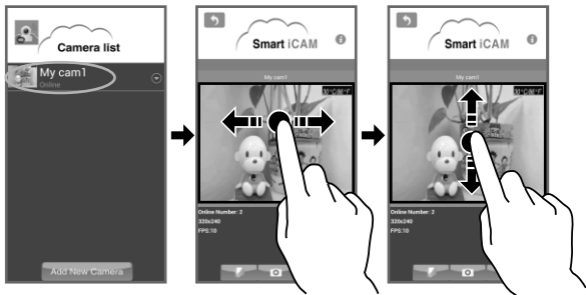 Camera list
My cam1
Online
Add New Camera
Smart iCAM
My cam1
30°C/86°F
Online Number: 2
320x240
FPS:10
Smart iCAM
My cam1
30°C/86°F
Online Number: 2
320x240
FPS:10